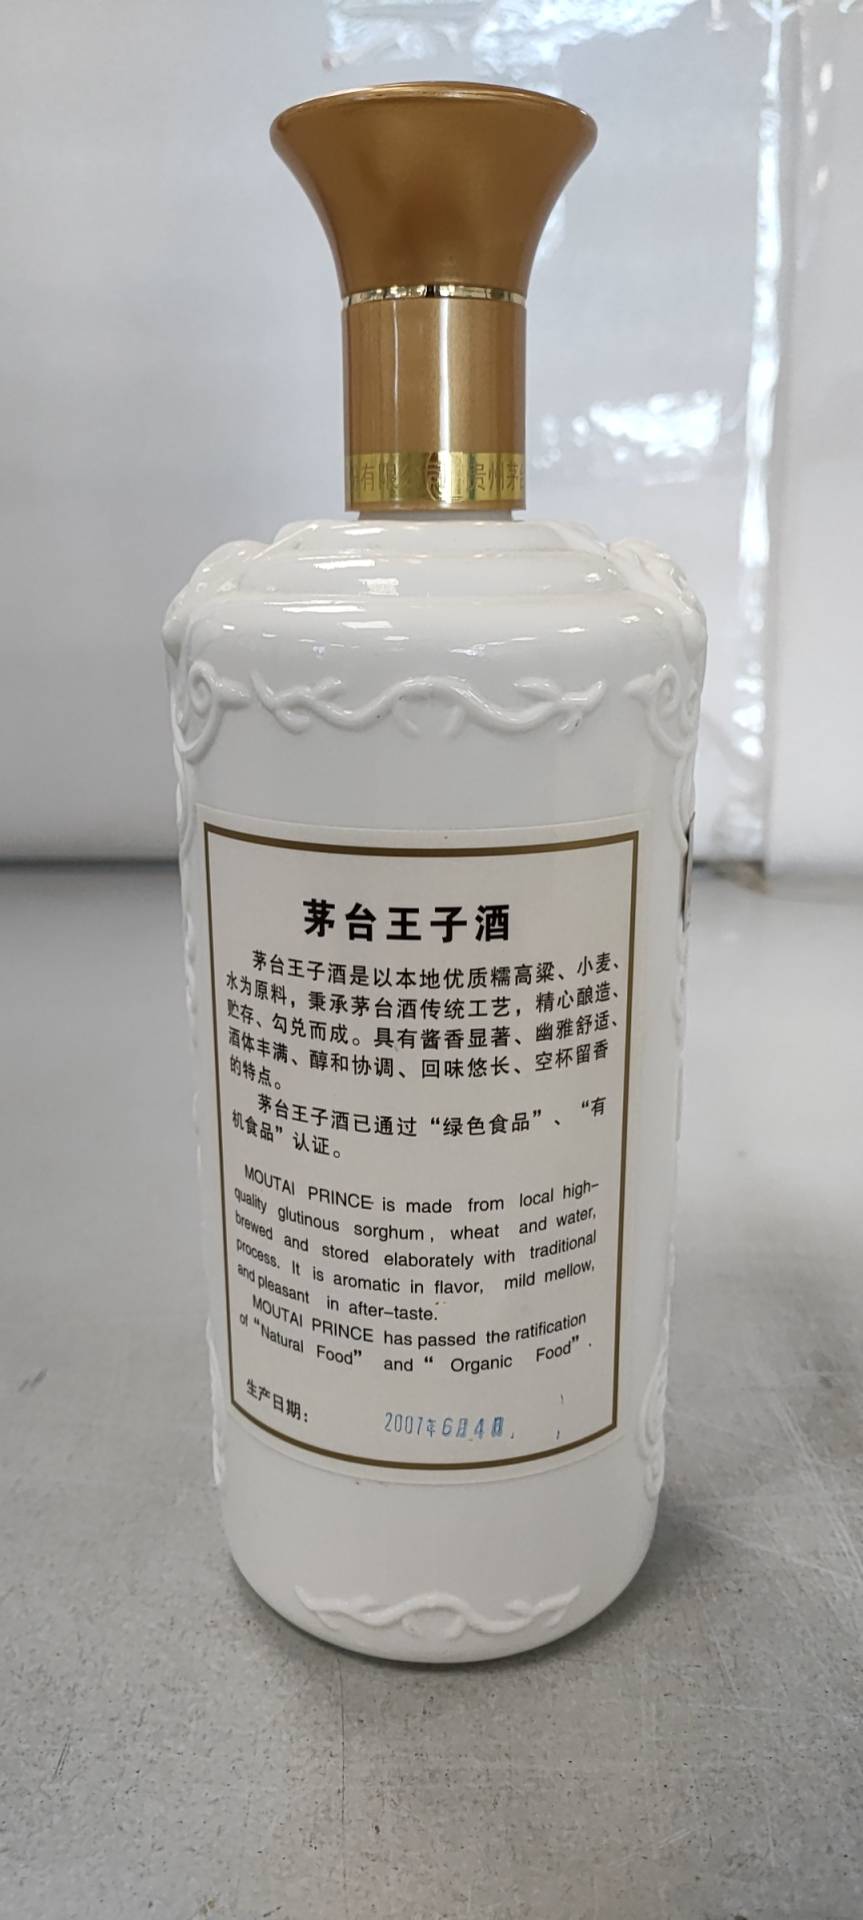 有限公
贵州茅台
茅台王子酒
茅台王子酒是以本地优质糯高粱、小麦、
水为原料，秉承茅台酒传统工艺，精心酿造、
贮存、勾兑而成。具有酱香显著、幽雅舒适、
酒体丰满、醇和协调、回味悠长、空杯留香
的特点。
茅台王子酒已通过“绿色食品”、“有
机食品”认证。
MOUTAI PRINCE is made from local high-
quality glutinous sorghum, wheat and water,
brewed and stored elaborately with traditional
process. It is aromatic in flavor, mild mellow,
and pleasant in after-taste.
MOUTAI PRINCE has passed the ratification
of “Natural Food” and “ Organic Food”.
生产日期： 2007年6月4日